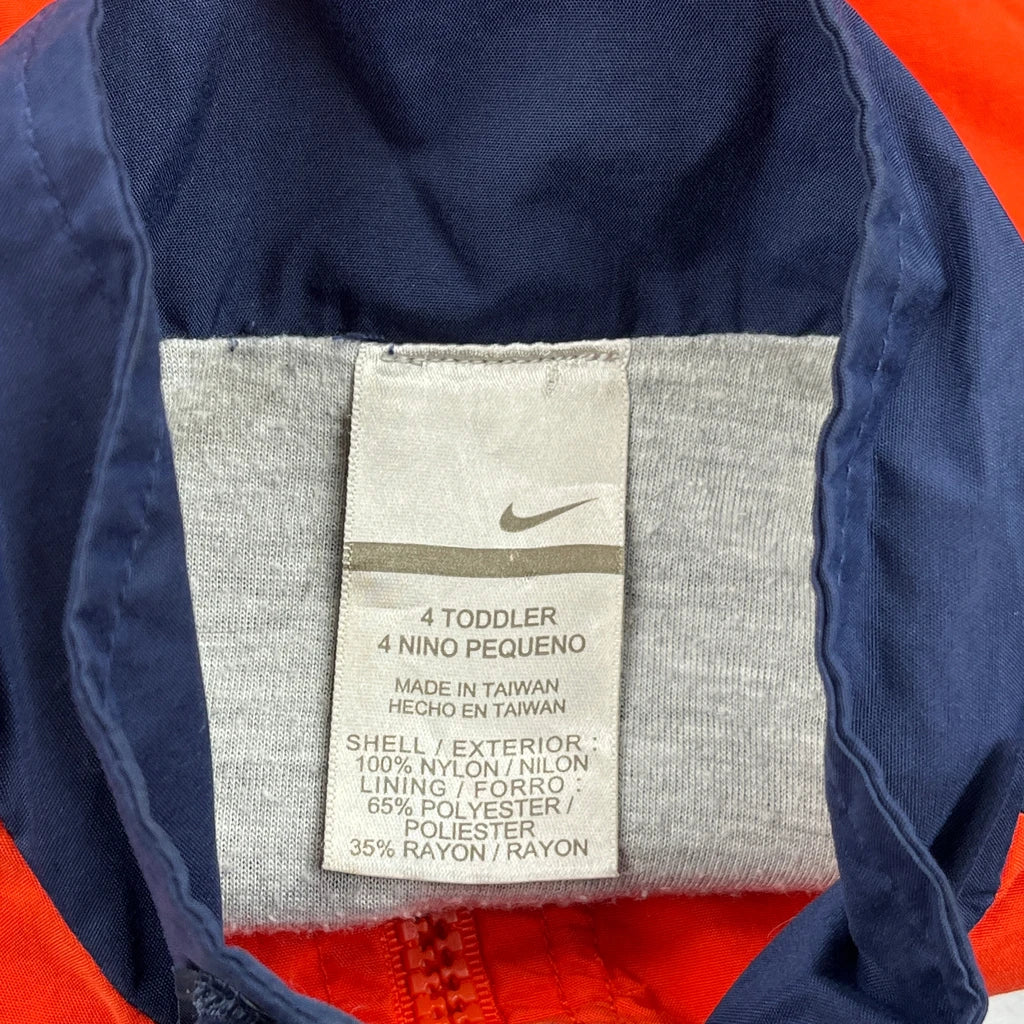 4 TODDLER
4 NINO PEQUENO
MADE IN TAIWAN
HECHO EN TAIWAN
SHELL / EXTERIOR :
100% NYLON / NILON
LINING / FORRO :
65% POLYESTER /
POLIESTER
35% RAYON / RAYON